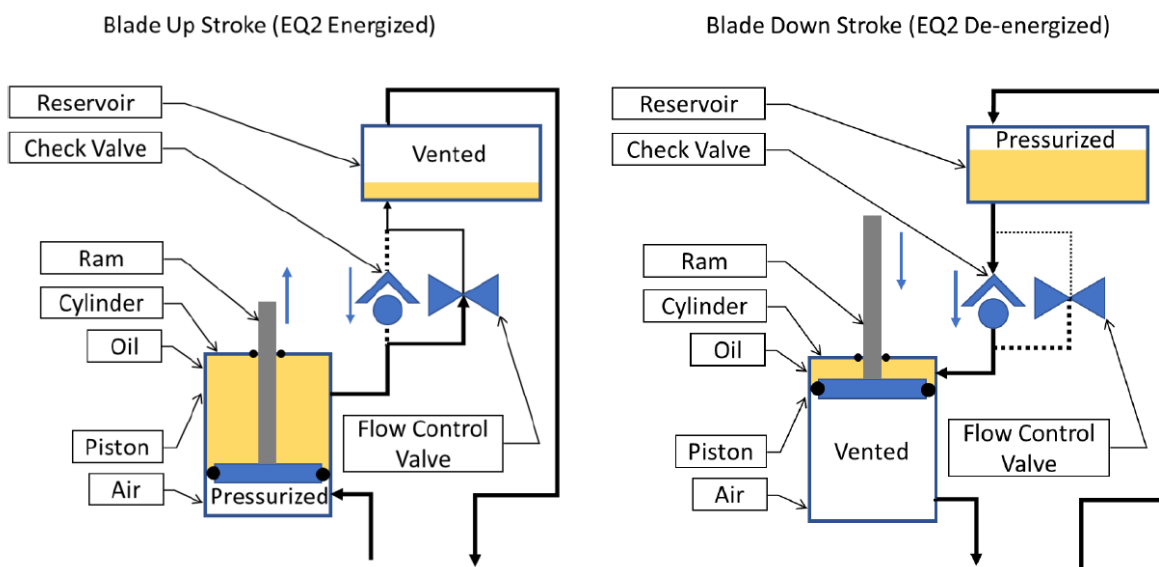 Blade Up Stroke (EQ2 Energized)
Reservoir
Check Valve
Vented
Ram
Cylinder
Oil
Piston
Air
Pressurized
Flow Control
Valve
Blade Down Stroke (EQ2 De-energized)
Reservoir
Check Valve
Pressurized
Ram
Cylinder
Oil
Piston
Air
Vented
Flow Control
Valve